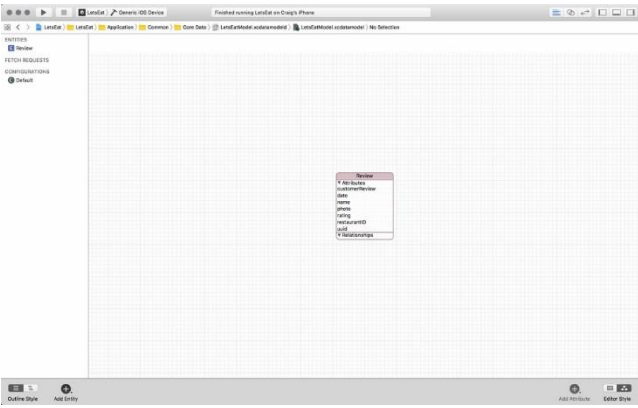 LetsEat Generic iOS Device
Finished running LetsEat on Craig's iPhone
LetsEat LetsEat Application Common Core Data LetsEatModel.xcdatamodeld LetsEatModel.xcdatamodel No Selection
ENTITIES
E Review
FETCH REQUESTS
CONFIGURATIONS
C Default
Review
Attributes
customerReview
date
name
photo
rating
restaurantID
uuid
Relationships
Outline Style
Add Entity
Add Attribute
Editor Style